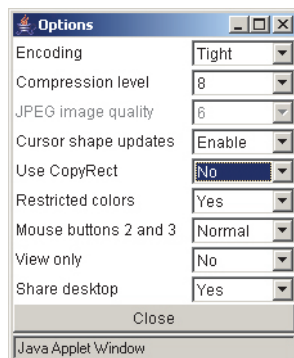 Options
Encoding Tight
Compression level 8
JPEG image quality 6
Cursor shape updates Enable
Use CopyRect No
Restricted colors Yes
Mouse buttons 2 and 3 Normal
View only No
Share desktop Yes
Close
Java Applet Window